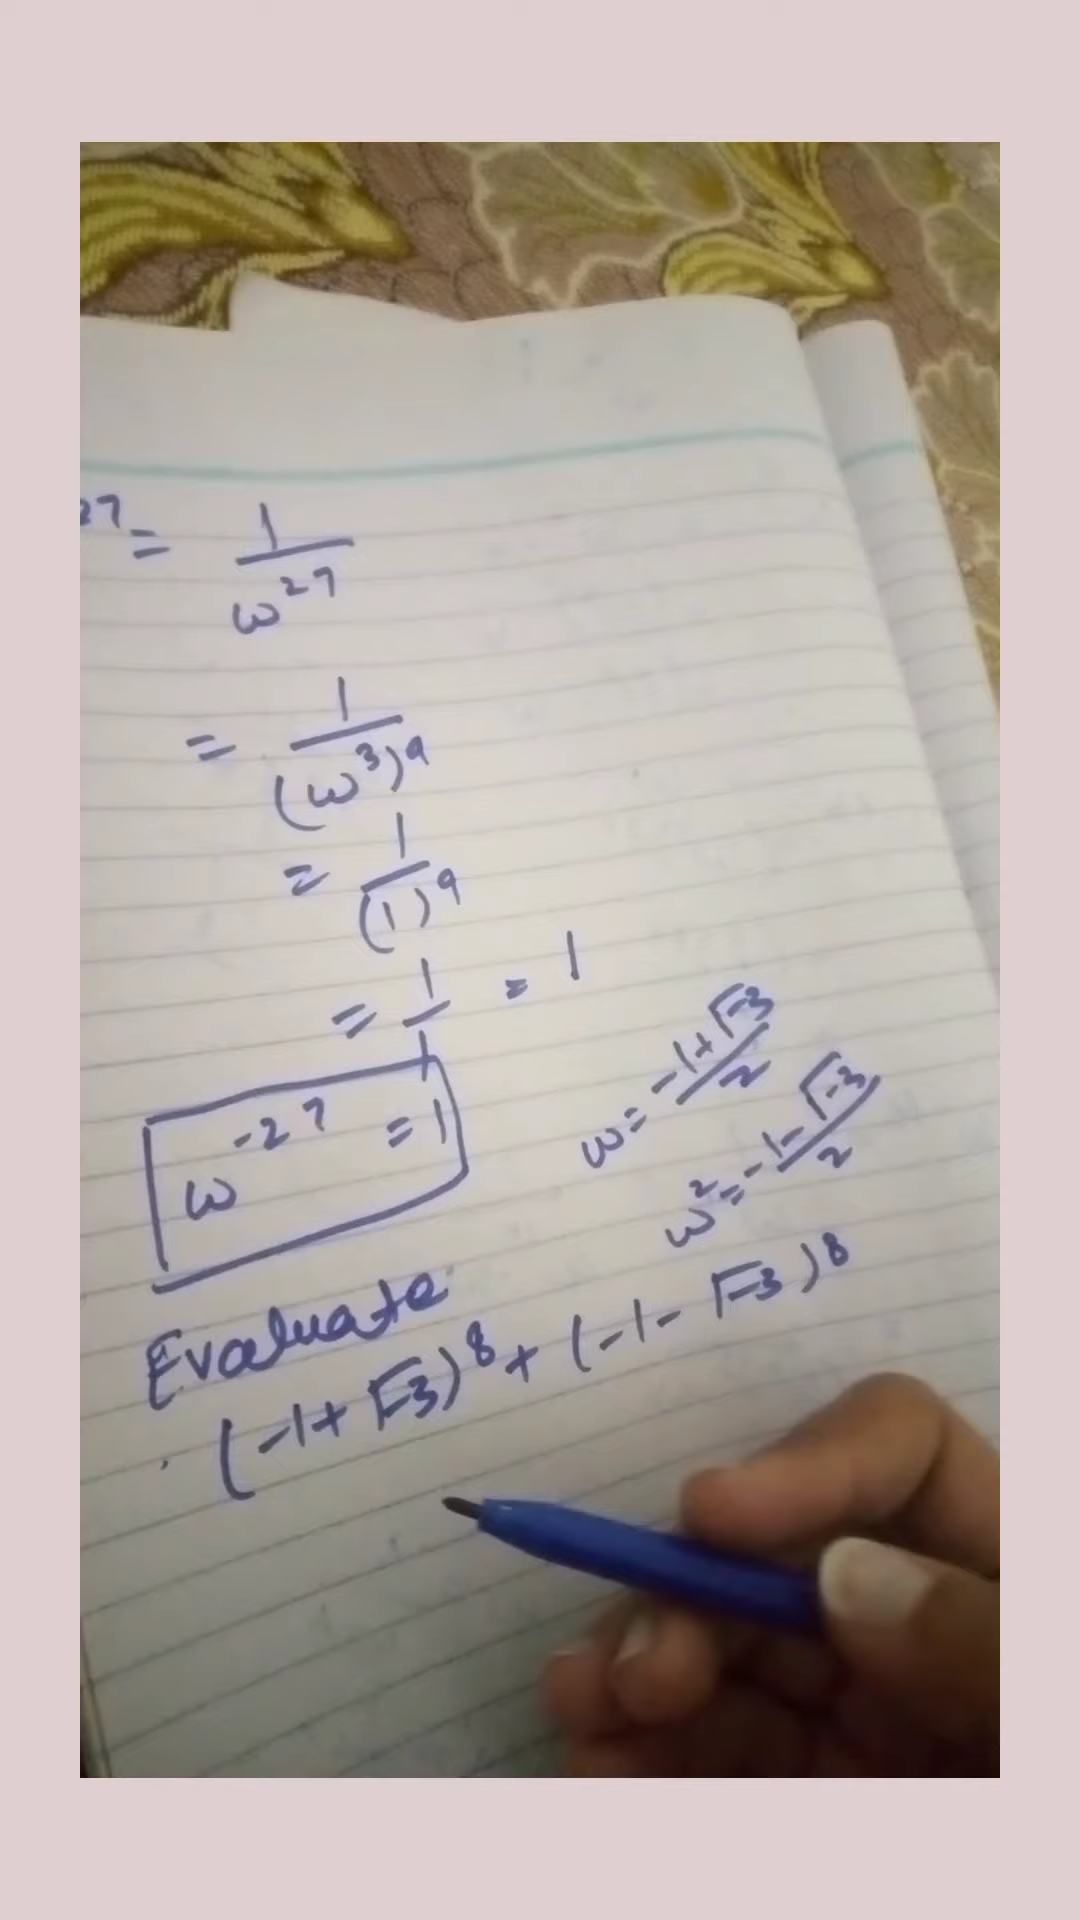 27 = 1/ω^27
= 1/(ω^3)^9
= 1/(1)^9
= 1/1 = 1
ω^-27 = 1
ω = -1+√-3/2
ω^2 = -1-√-3/2
Evaluate
(-1+√-3)^8 + (-1-√-3)^8